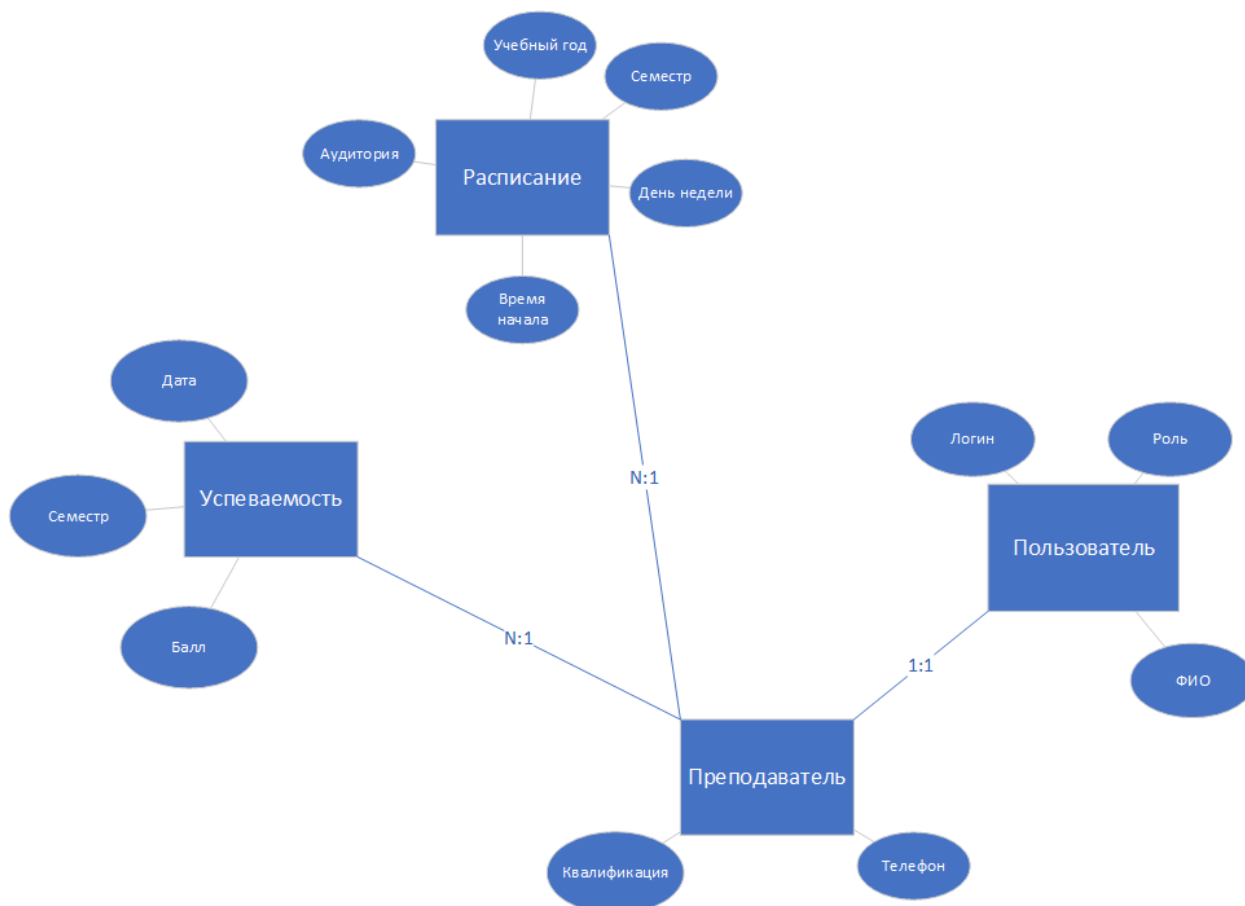 Учебный год
Семестр
Аудитория
Расписание
День недели
Время
начала
Дата
Логин
Роль
N:1
Успеваемость
Семестр
Пользователь
N:1
Балл
1:1
ФИО
Преподаватель
Квалификация
Телефон